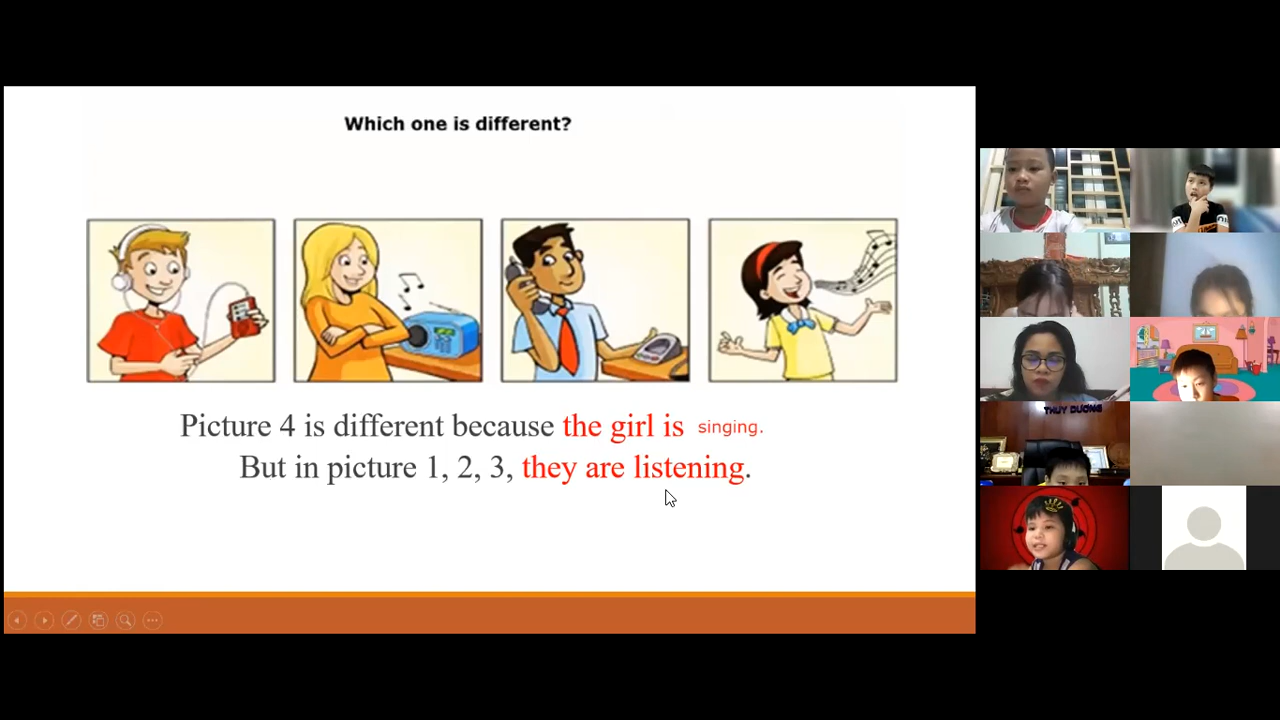 Which one is different?
Picture 4 is different because the girl is singing.
But in picture 1, 2, 3, they are listening.
THUY DUONG